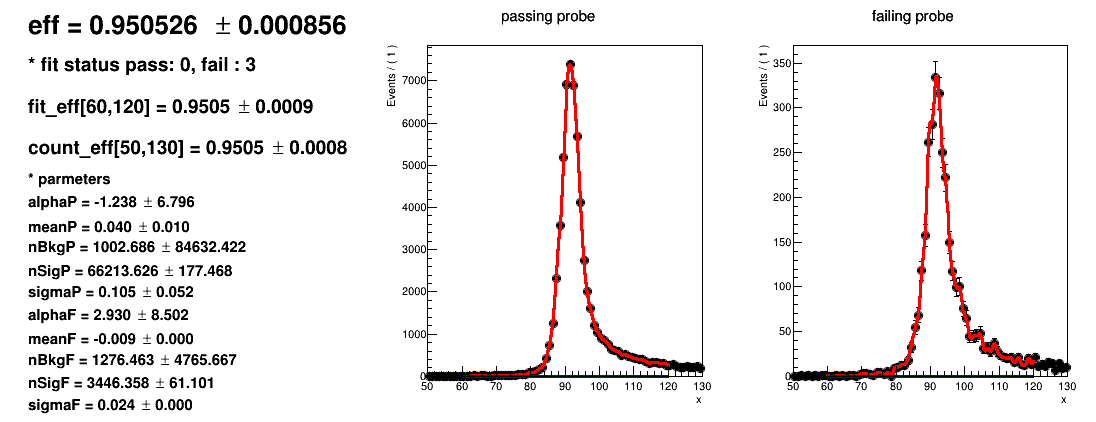 eff = 0.950526 ± 0.000856
* fit status pass: 0, fail : 3
fit_eff[60,120] = 0.9505 ± 0.0009
count_eff[50,130] = 0.9505 ± 0.0008
* parmeters
alphaP = -1.238 ± 6.796
meanP = 0.040 ± 0.010
nBkgP = 1002.686 ± 84632.422
nSigP = 66213.626 ± 177.468
sigmaP = 0.105 ± 0.052
alphaF = 2.930 ± 8.502
meanF = -0.009 ± 0.000
nBkgF = 1276.463 ± 4765.667
nSigF = 3446.358 ± 61.101
sigmaF = 0.024 ± 0.000
passing probe
Events / ( 1 )
7000
6000
5000
4000
3000
2000
1000
0
50 60 70 80 90 100 110 120 130
x
failing probe
Events / ( 1 )
350
300
250
200
150
100
50
0
50 60 70 80 90 100 110 120 130
x